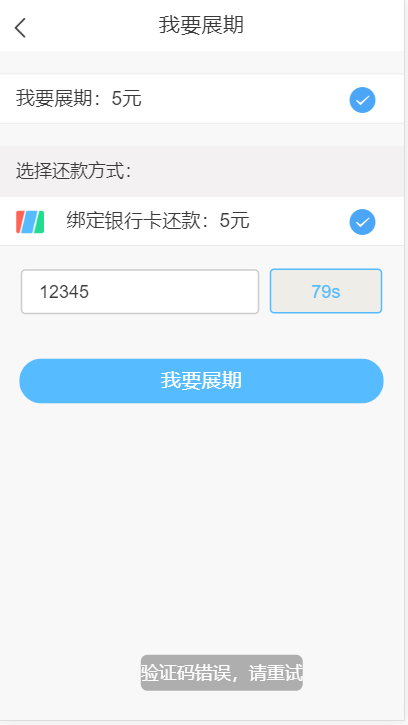 我要展期
我要展期：5元
选择还款方式：
绑定银行卡还款：5元
12345
79s
我要展期
验证码错误，请重试